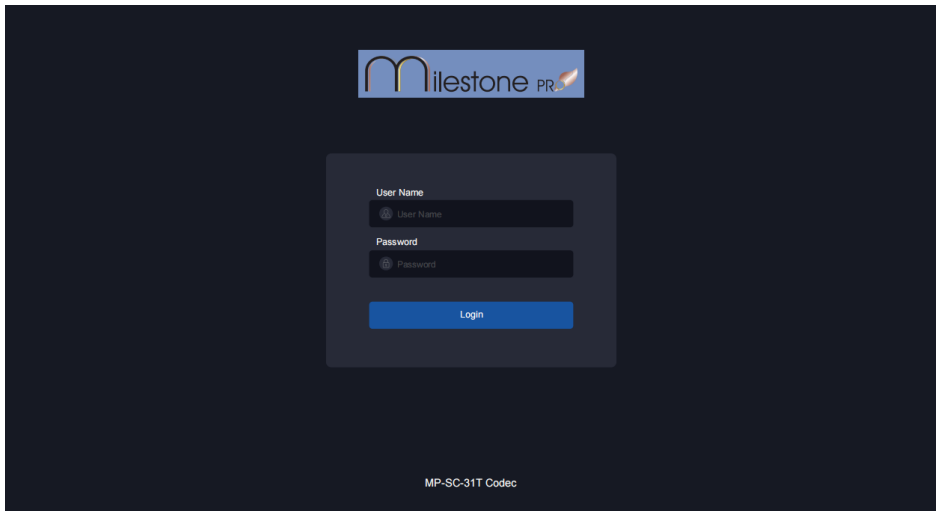 Milestone PRO
User Name
User Name
Password
Password
Login
MP-SC-31T Codec